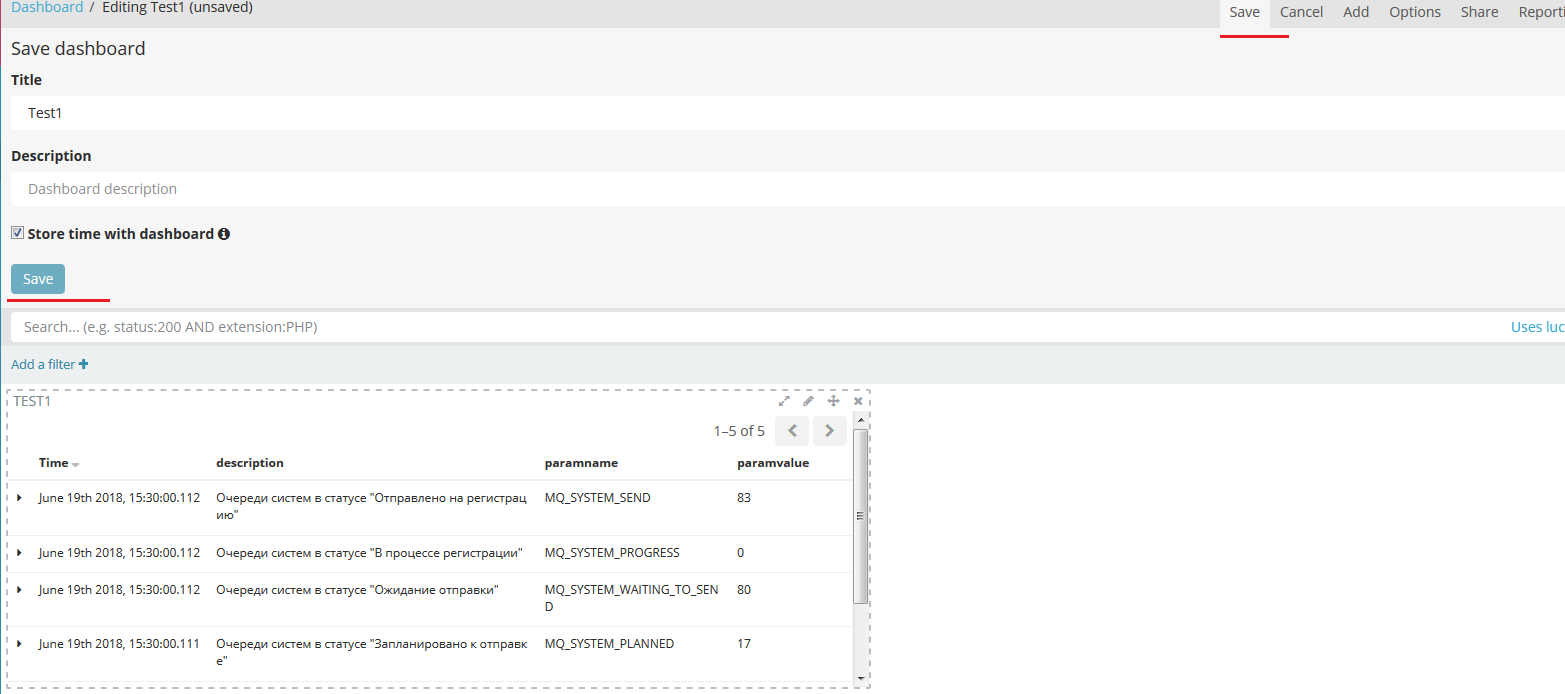 Dashboard / Editing Test1 (unsaved)
Save Cancel Add Options Share Reporti
Save dashboard
Title
Test1
Description
Dashboard description
Store time with dashboard
Save
Search... (e.g. status:200 AND extension:PHP)
Uses luc
Add a filter
TEST1
1–5 of 5
Time description paramname paramvalue
June 19th 2018, 15:30:00.112 Очереди систем в статусе "Отправлено на регистрац MQ_SYSTEM_SEND 83
ию"
June 19th 2018, 15:30:00.112 Очереди систем в статусе "В процессе регистрации" MQ_SYSTEM_PROGRESS 0
June 19th 2018, 15:30:00.112 Очереди систем в статусе "Ожидание отправки" MQ_SYSTEM_WAITING_TO_SEN 80
D
June 19th 2018, 15:30:00.111 Очереди систем в статусе "Запланировано к отправк MQ_SYSTEM_PLANNED 17
е"